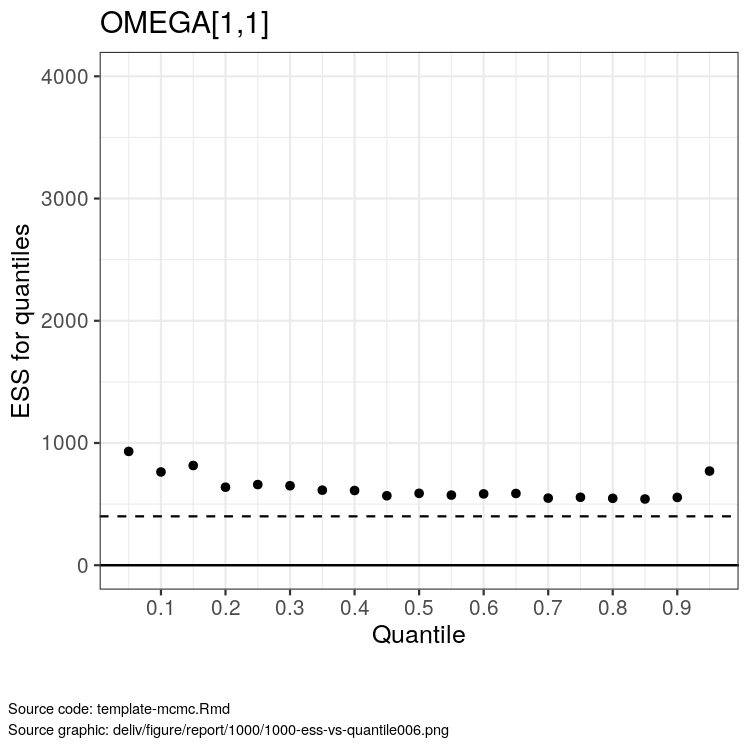 OMEGA[1,1]
4000
3000
2000
1000
0
ESS for quantiles
0.1 0.2 0.3 0.4 0.5 0.6 0.7 0.8 0.9
Quantile
Source code: template-mcmc.Rmd
Source graphic: deliv/figure/report/1000/1000-ess-vs-quantile006.png